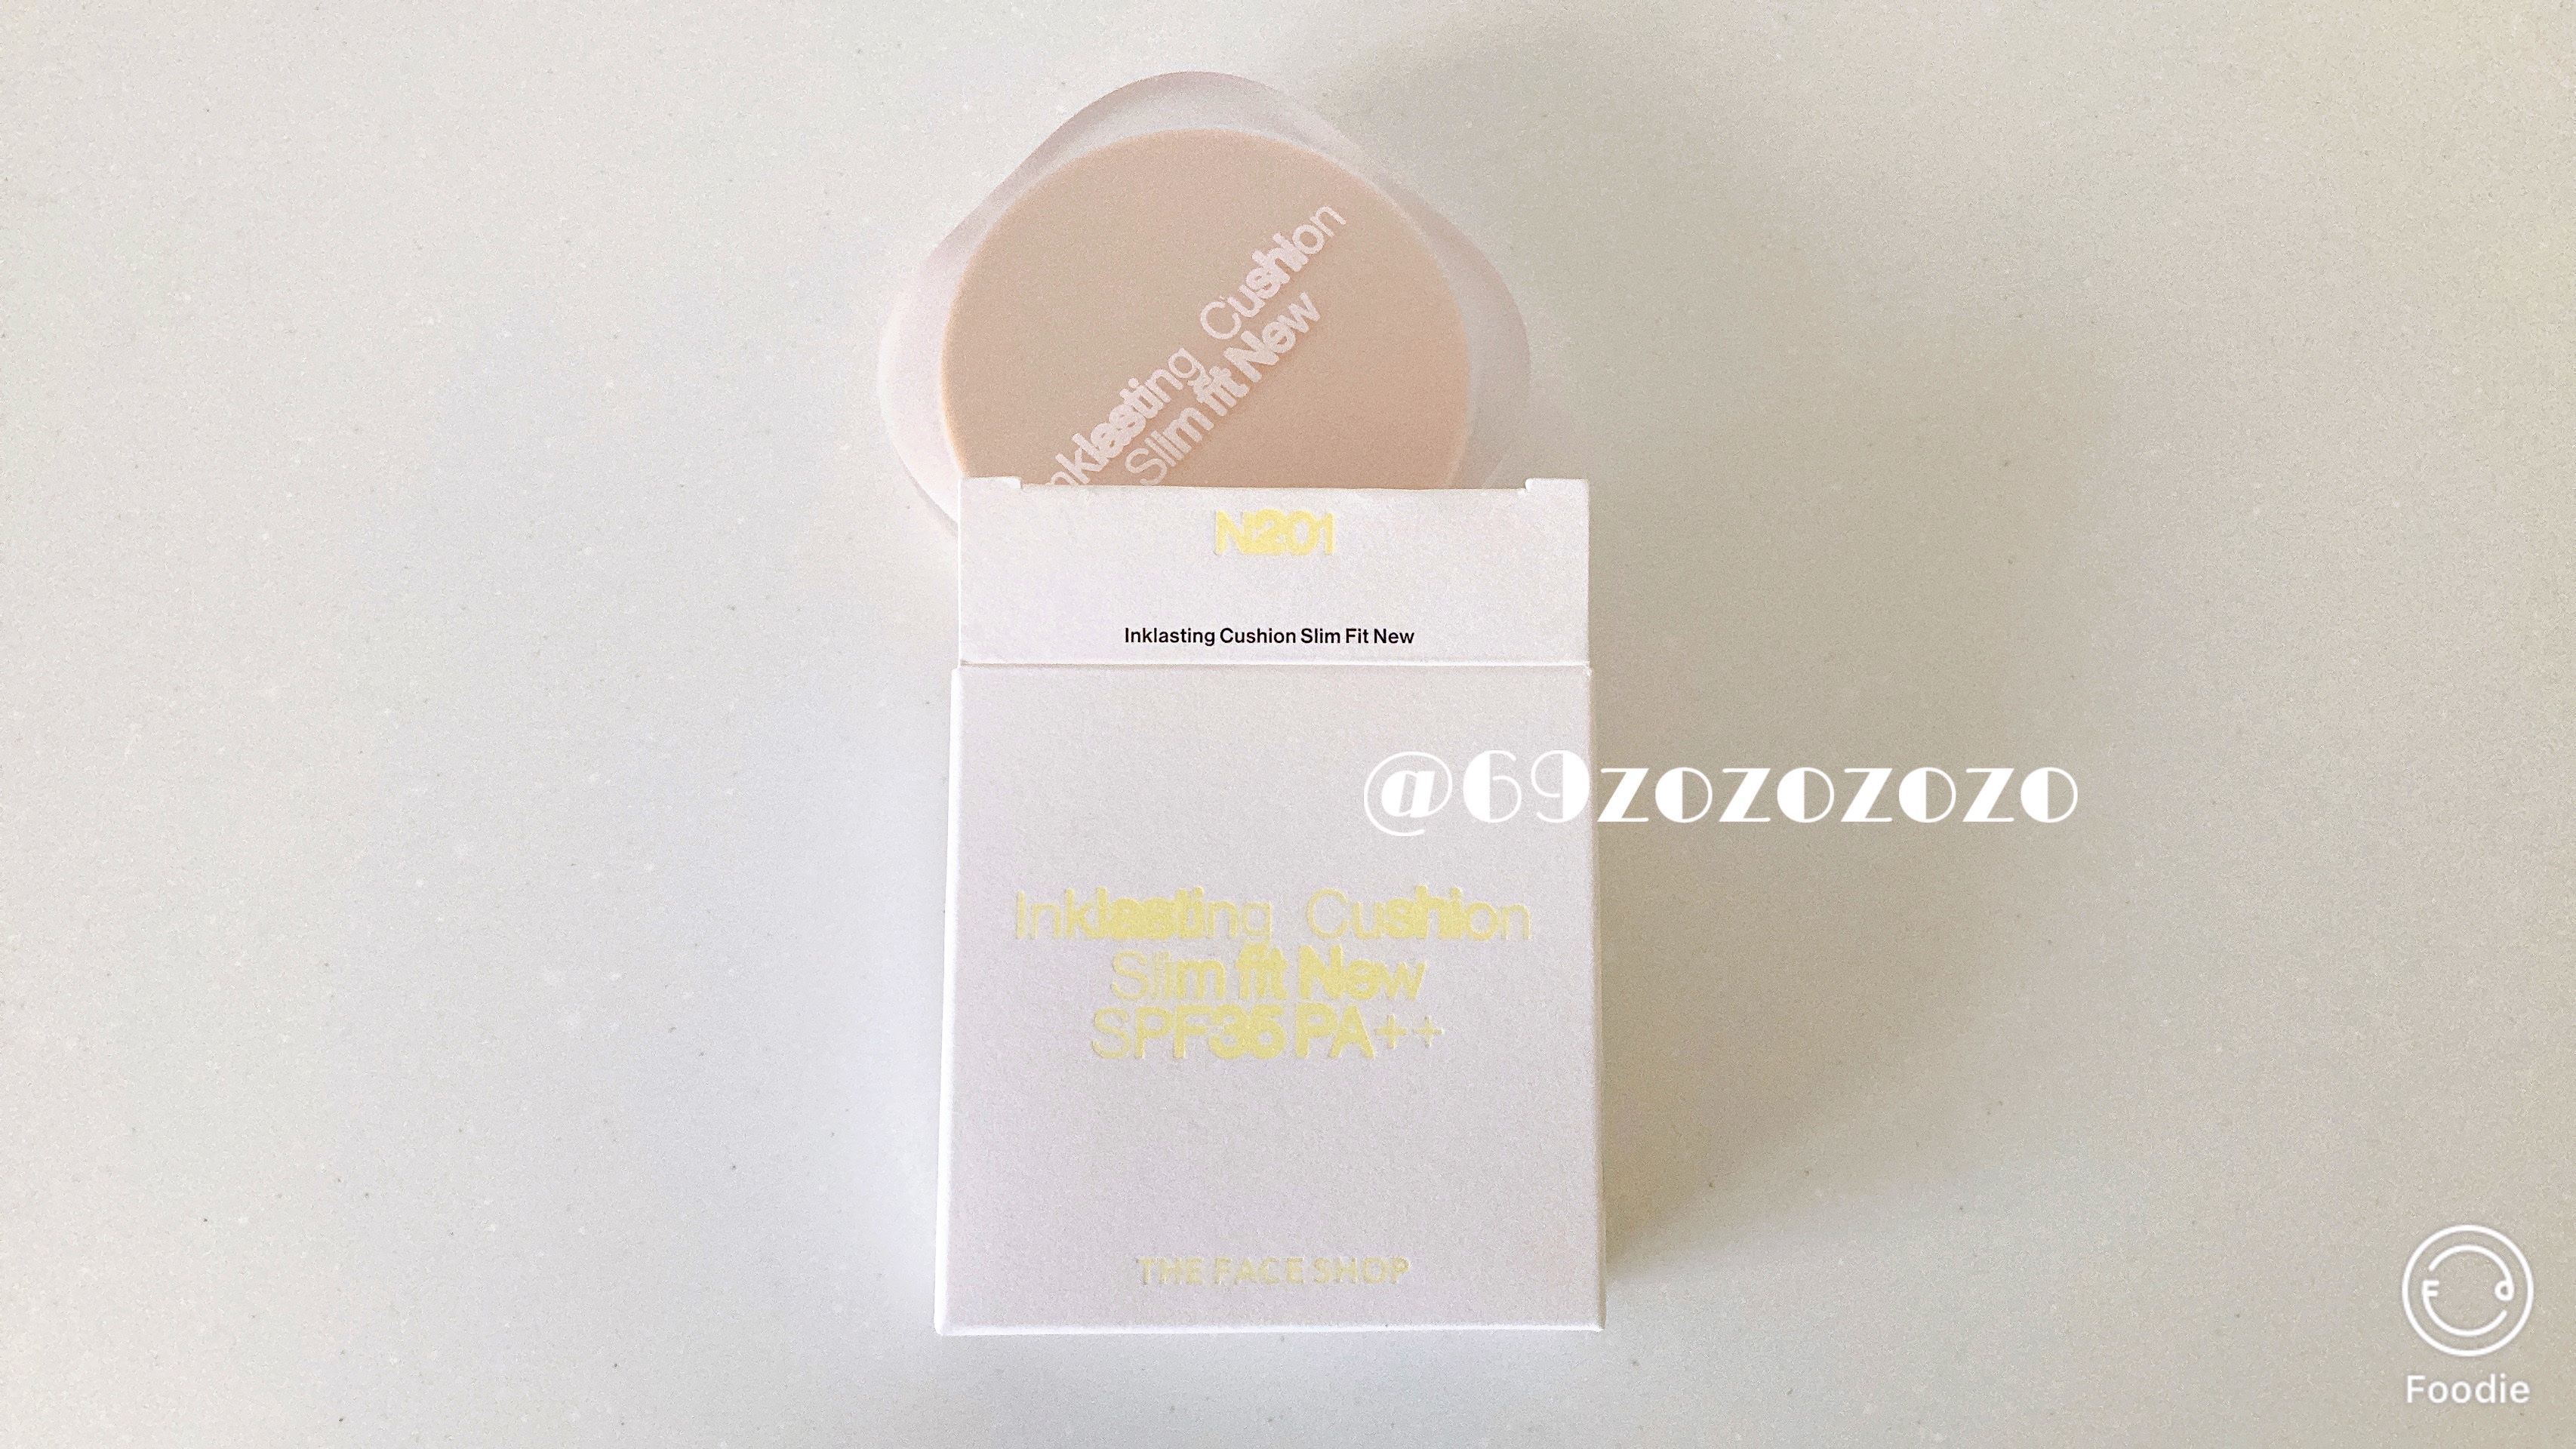 Inklasting Cushion
Slim fit New
N201
Inklasting Cushion Slim Fit New
@69zozozozo
Inklasting Cushion
Slim fit New
SPF35 PA++
THE FACE SHOP
F d
Foodie